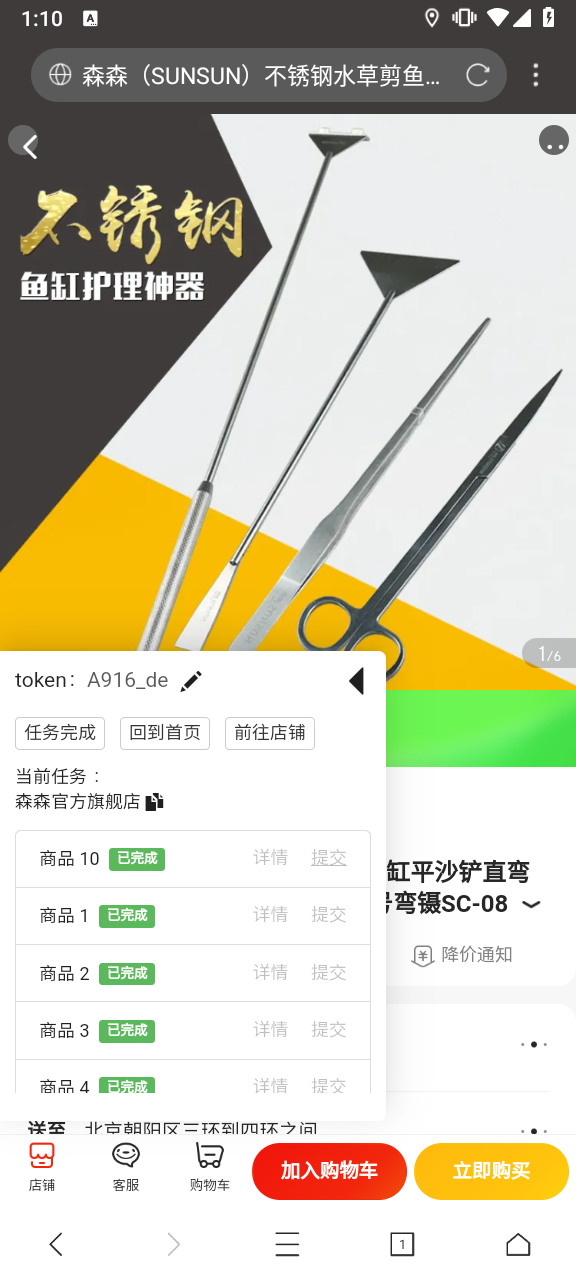 1:10
A
森森（SUNSUN）不锈钢水草剪鱼...
不锈钢
鱼缸护理神器
1/6
token: A916_de
任务完成 回到首页 前往店铺
当前任务：
森森官方旗舰店
商品 10 已完成 详情 提交
商品 1 已完成 详情 提交
商品 2 已完成 详情 提交
商品 3 已完成 详情 提交
商品 4 已完成 详情 提交
缸平沙铲直弯
号弯镊SC-08
降价通知
送至 北京朝阳区三环到四环之间
店铺 客服 购物车 加入购物车 立即购买
1